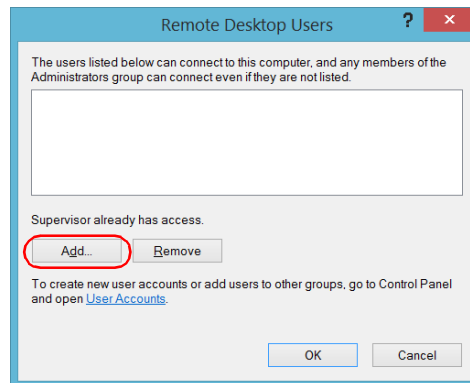 Remote Desktop Users
?
×
The users listed below can connect to this computer, and any members of the
Administrators group can connect even if they are not listed.
Supervisor already has access.
Add... Remove
To create new user accounts or add users to other groups, go to Control Panel
and open User Accounts.
OK Cancel